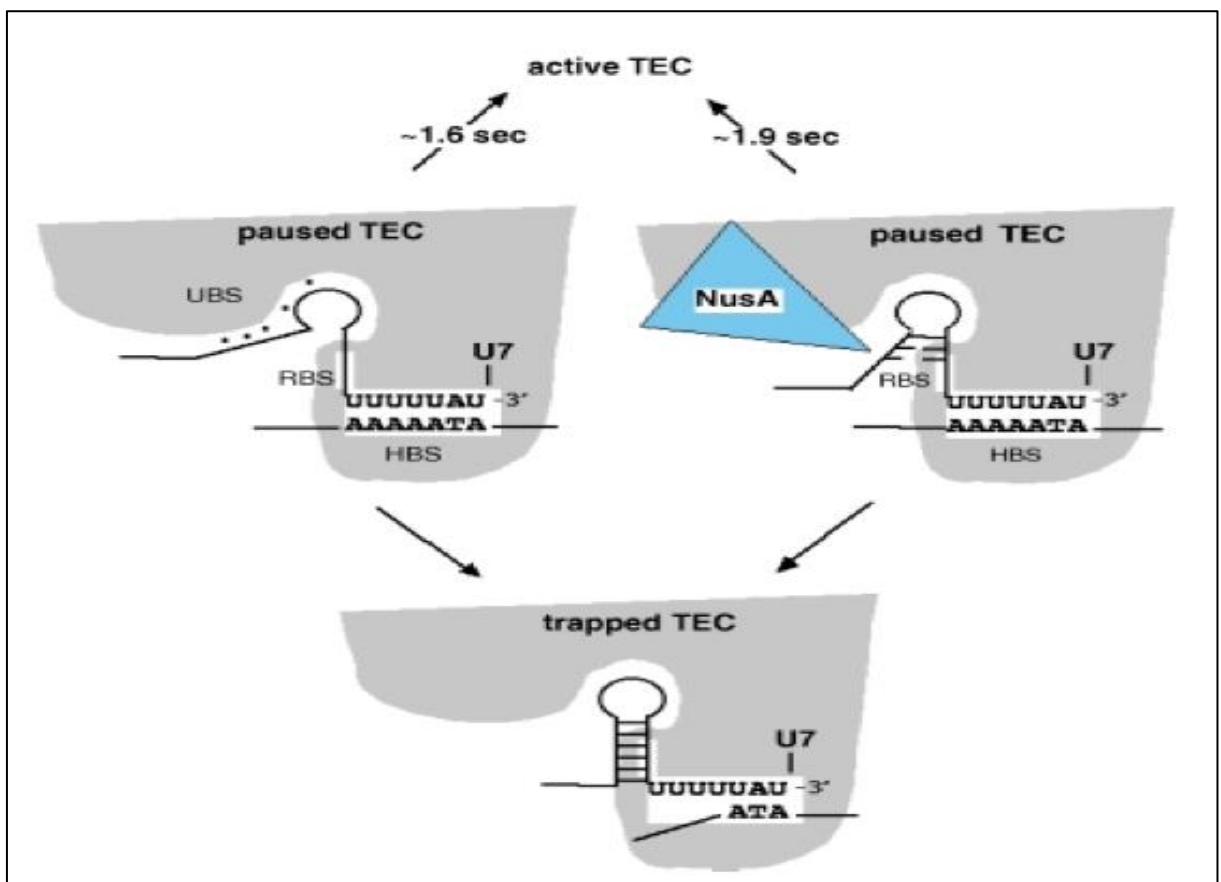 active TEC
~1.6 sec
~1.9 sec
paused TEC
paused TEC
UBS
NusA
U7
U7
RBS
RBS
UUUUUAU-3″
UUUUUAU-3″
AAAAATA
AAAAATA
HBS
HBS
trapped TEC
U7
UUUUUAU-3″
ATA